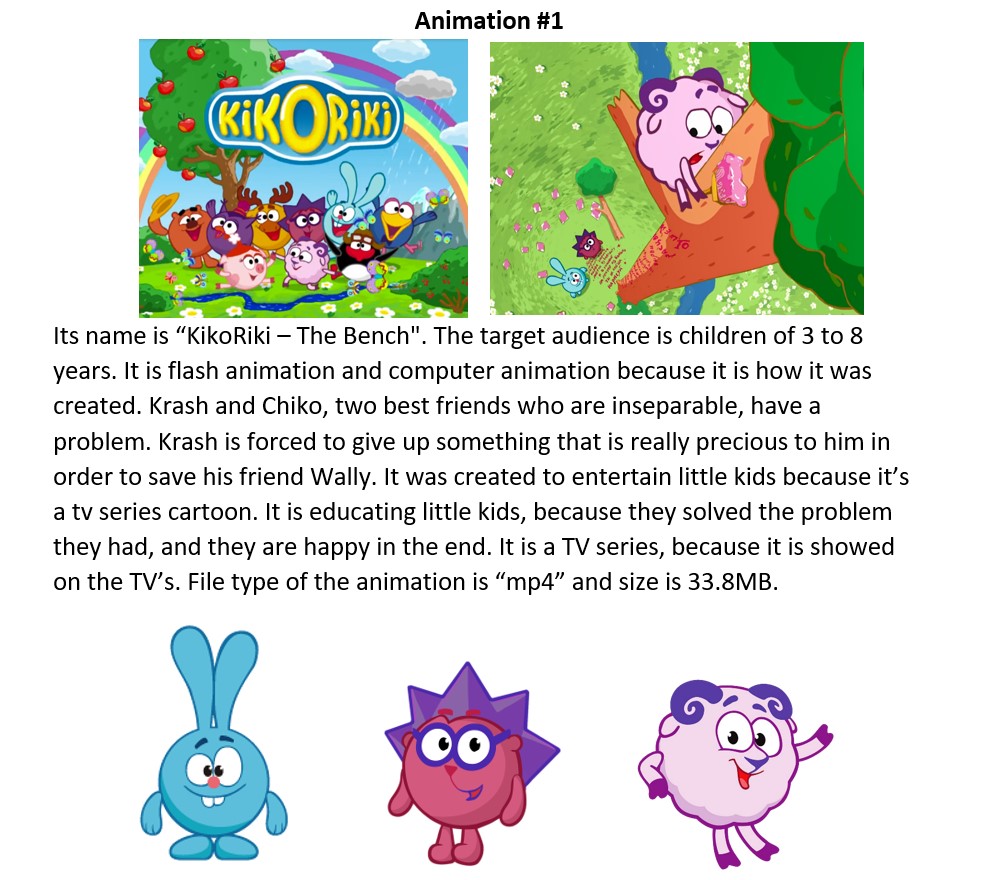 Animation #1
KIKORIKI
To
Its name is “KikoRiki – The Bench". The target audience is children of 3 to 8
years. It is flash animation and computer animation because it is how it was
created. Krash and Chiko, two best friends who are inseparable, have a
problem. Krash is forced to give up something that is really precious to him in
order to save his friend Wally. It was created to entertain little kids because it’s
a tv series cartoon. It is educating little kids, because they solved the problem
they had, and they are happy in the end. It is a TV series, because it is showed
on the TV’s. File type of the animation is “mp4” and size is 33.8MB.